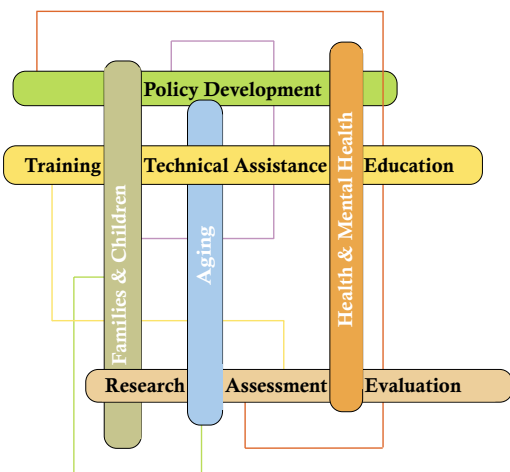 Policy Development
Training Technical Assistance Education
Families & Children
Aging
Health & Mental Health
Research Assessment Evaluation